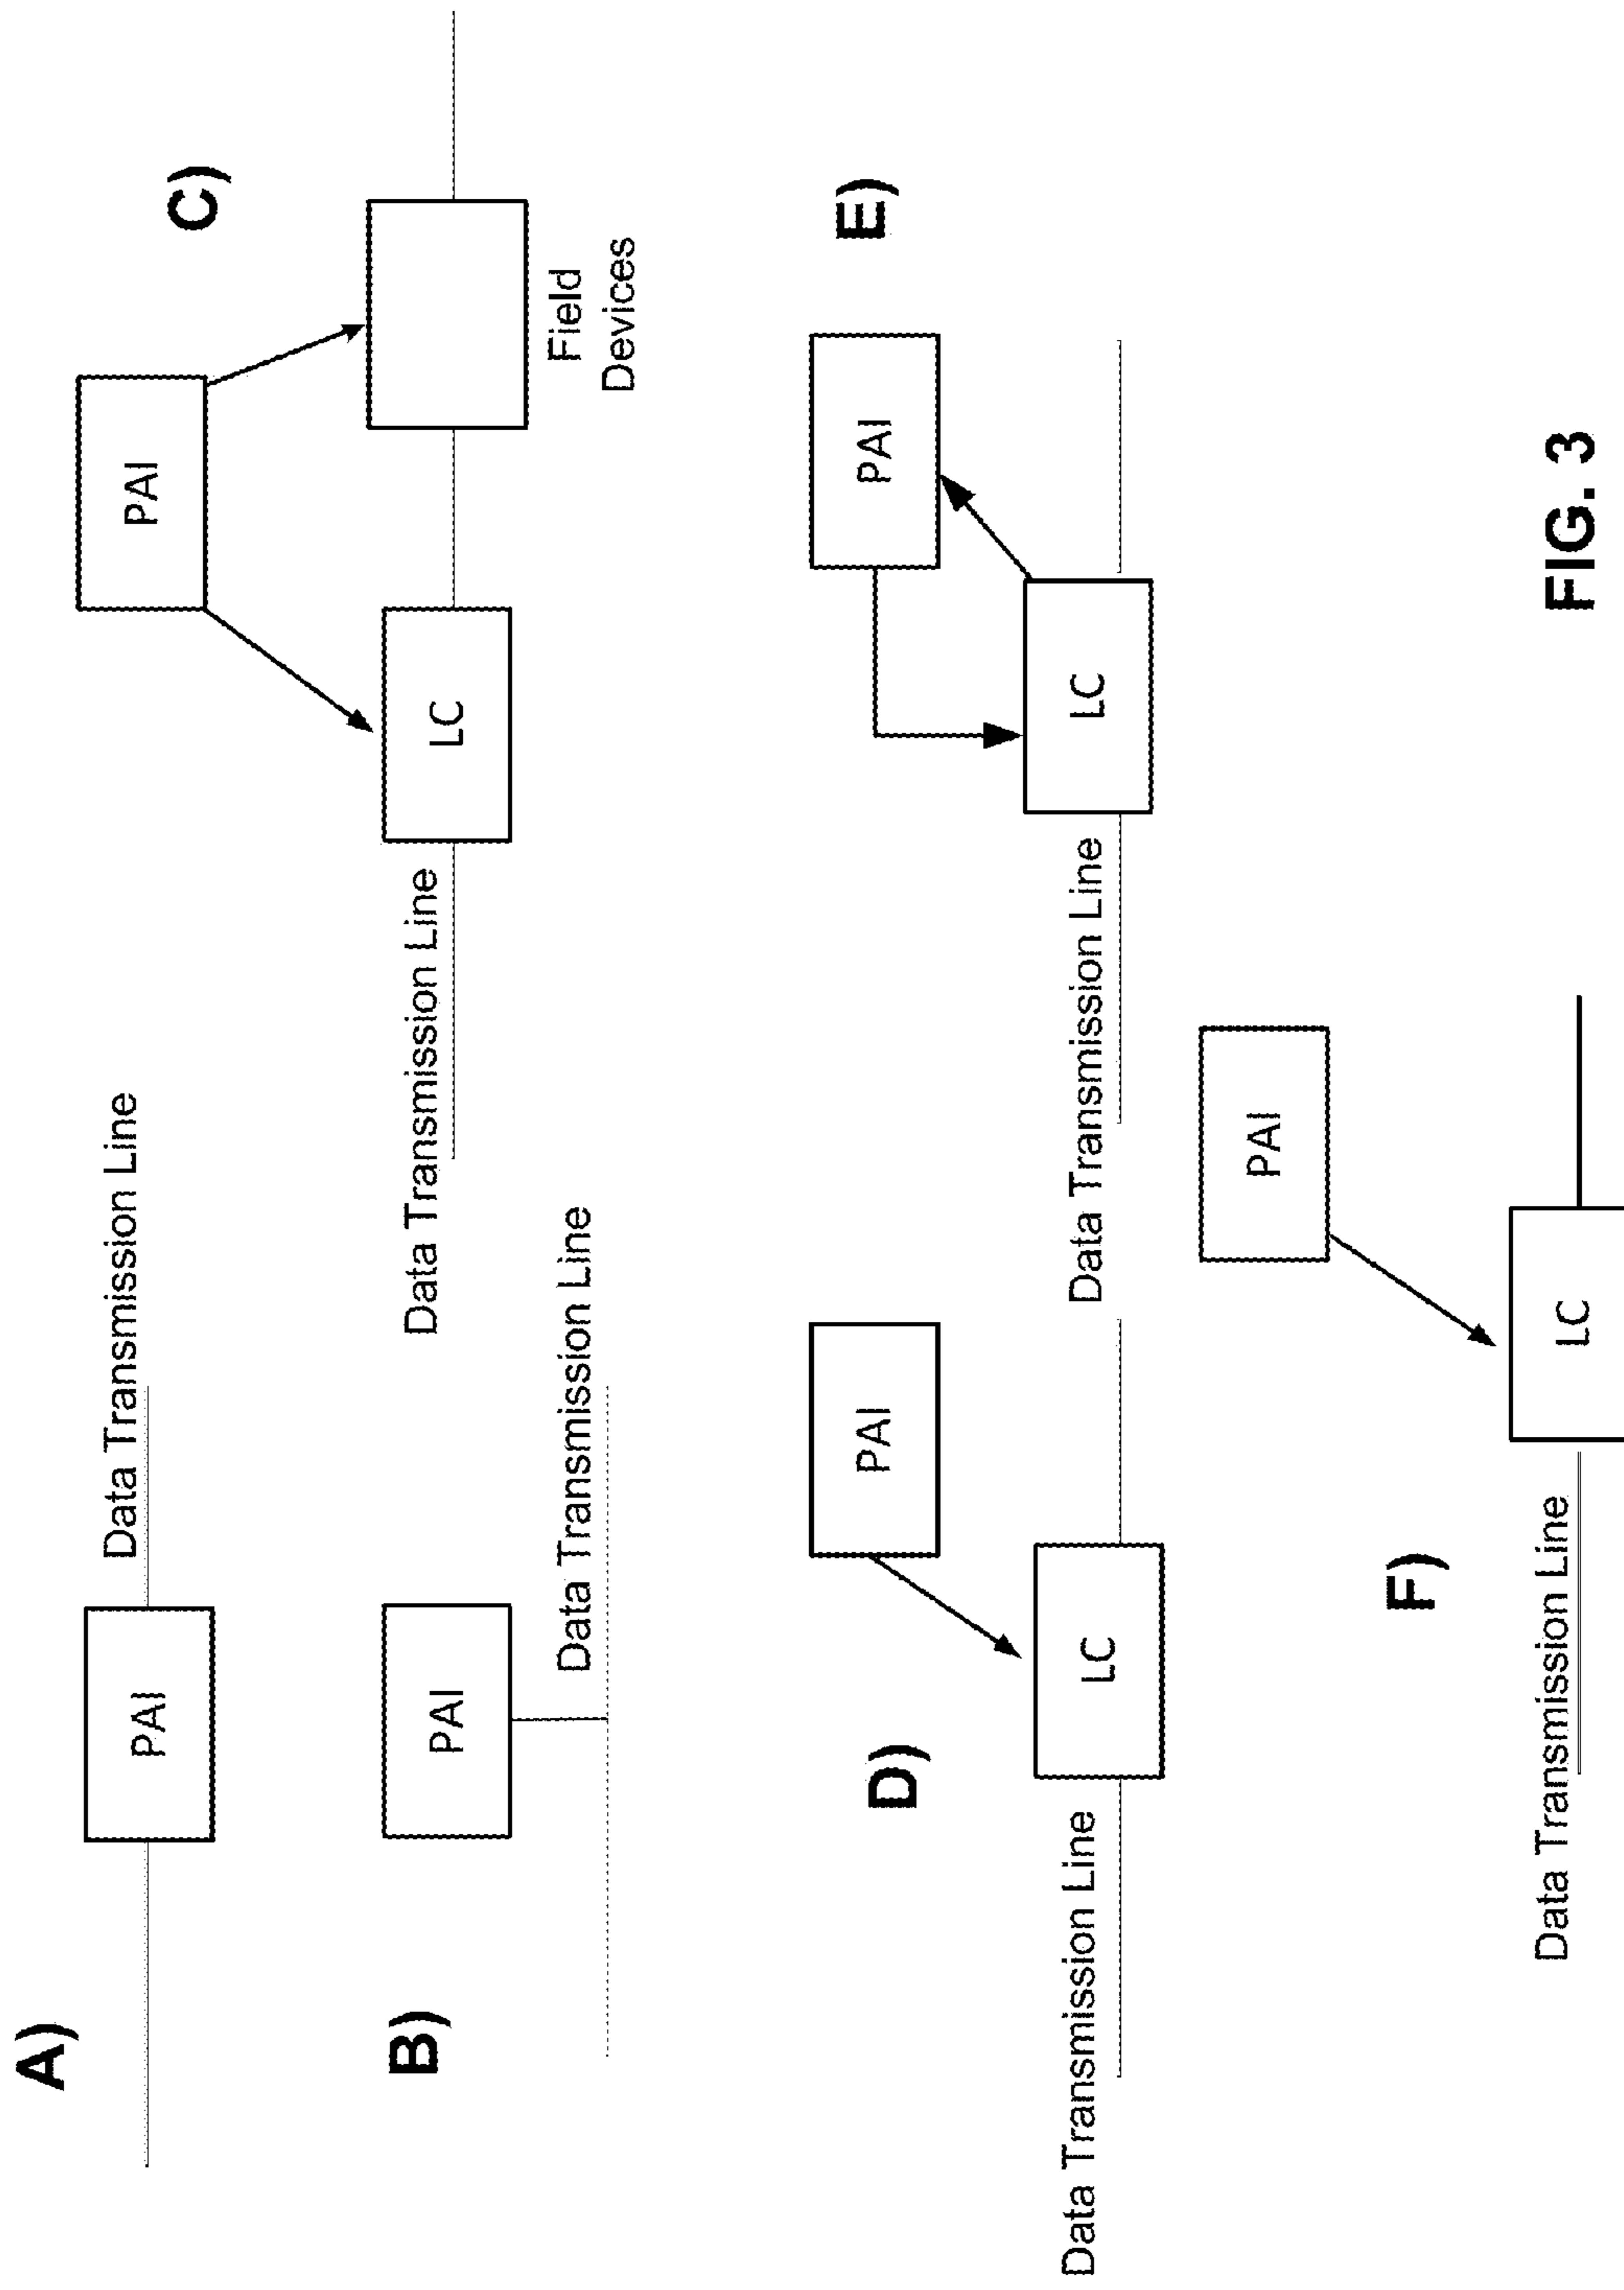 A)
PAI
Data Transmission Line
B)
PAI
Data Transmission Line
C)
PAI
LC
Data Transmission Line
Field
Devices
D)
PAI
LC
Data Transmission Line
E)
PAI
LC
Data Transmission Line
F)
PAI
LC
Data Transmission Line
FIG. 3